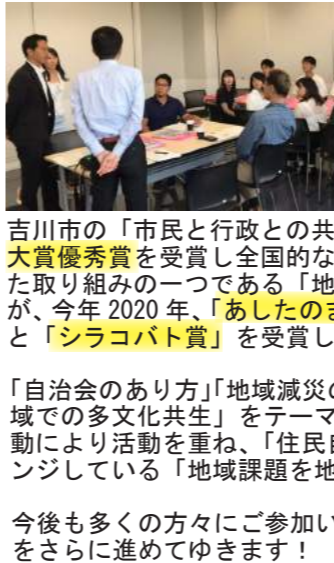 吉川市の「市民と行政との共
大賞優秀賞を受賞し全国的な
た取り組みの一つである「地
が、今年 2020 年、「あしたのま
と「シラコバト賞」を受賞し
「自治会のあり方」「地域減災の
域での多文化共生」をテーマ
動により活動を重ね、「住民自
ンジしている「地域課題を地
今後も多くの方々にご参加い
をさらに進めてゆきます！